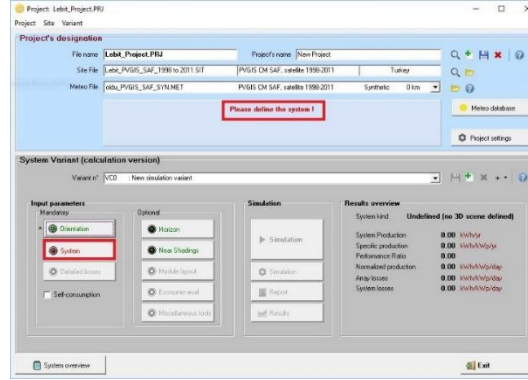 Project: Lebit_Project.PRJ
Project Site Variant
Project's designation
File name Lebit_Project.PRJ Project's name New Project
Site File Lebit_PVGIS_SAF_1998 to 2011.SIT PVGIS CM SAF, satellite 1998-2011 Turkey
Meteo File oldu_PVGIS_SAF_SYN.MET PVGIS CM SAF, satellite 1998-2011 Synthetic 0 km
Please define the system !
Meteo database
Project settings
System Variant (calculation version)
Variant n° VC0 : New simulation variant
Input parameters
Mandatory Optional
Orientation Horizon
System Near Shadings
Detailed losses Module layout
Self-consumption Economic eval
Miscellaneous tools
Simulation
Simulation
Simulation
Report
Results
Results overview
System kind Undefined (no 3D scene defined)
System Production 0.00 kWh/yr
Specific production 0.00 kWh/kWp/yr
Performance Ratio 0.00
Normalized production 0.00 kWh/kWp/day
Array losses 0.00 kWh/kWp/day
System losses 0.00 kWh/kWp/day
System overview Exit